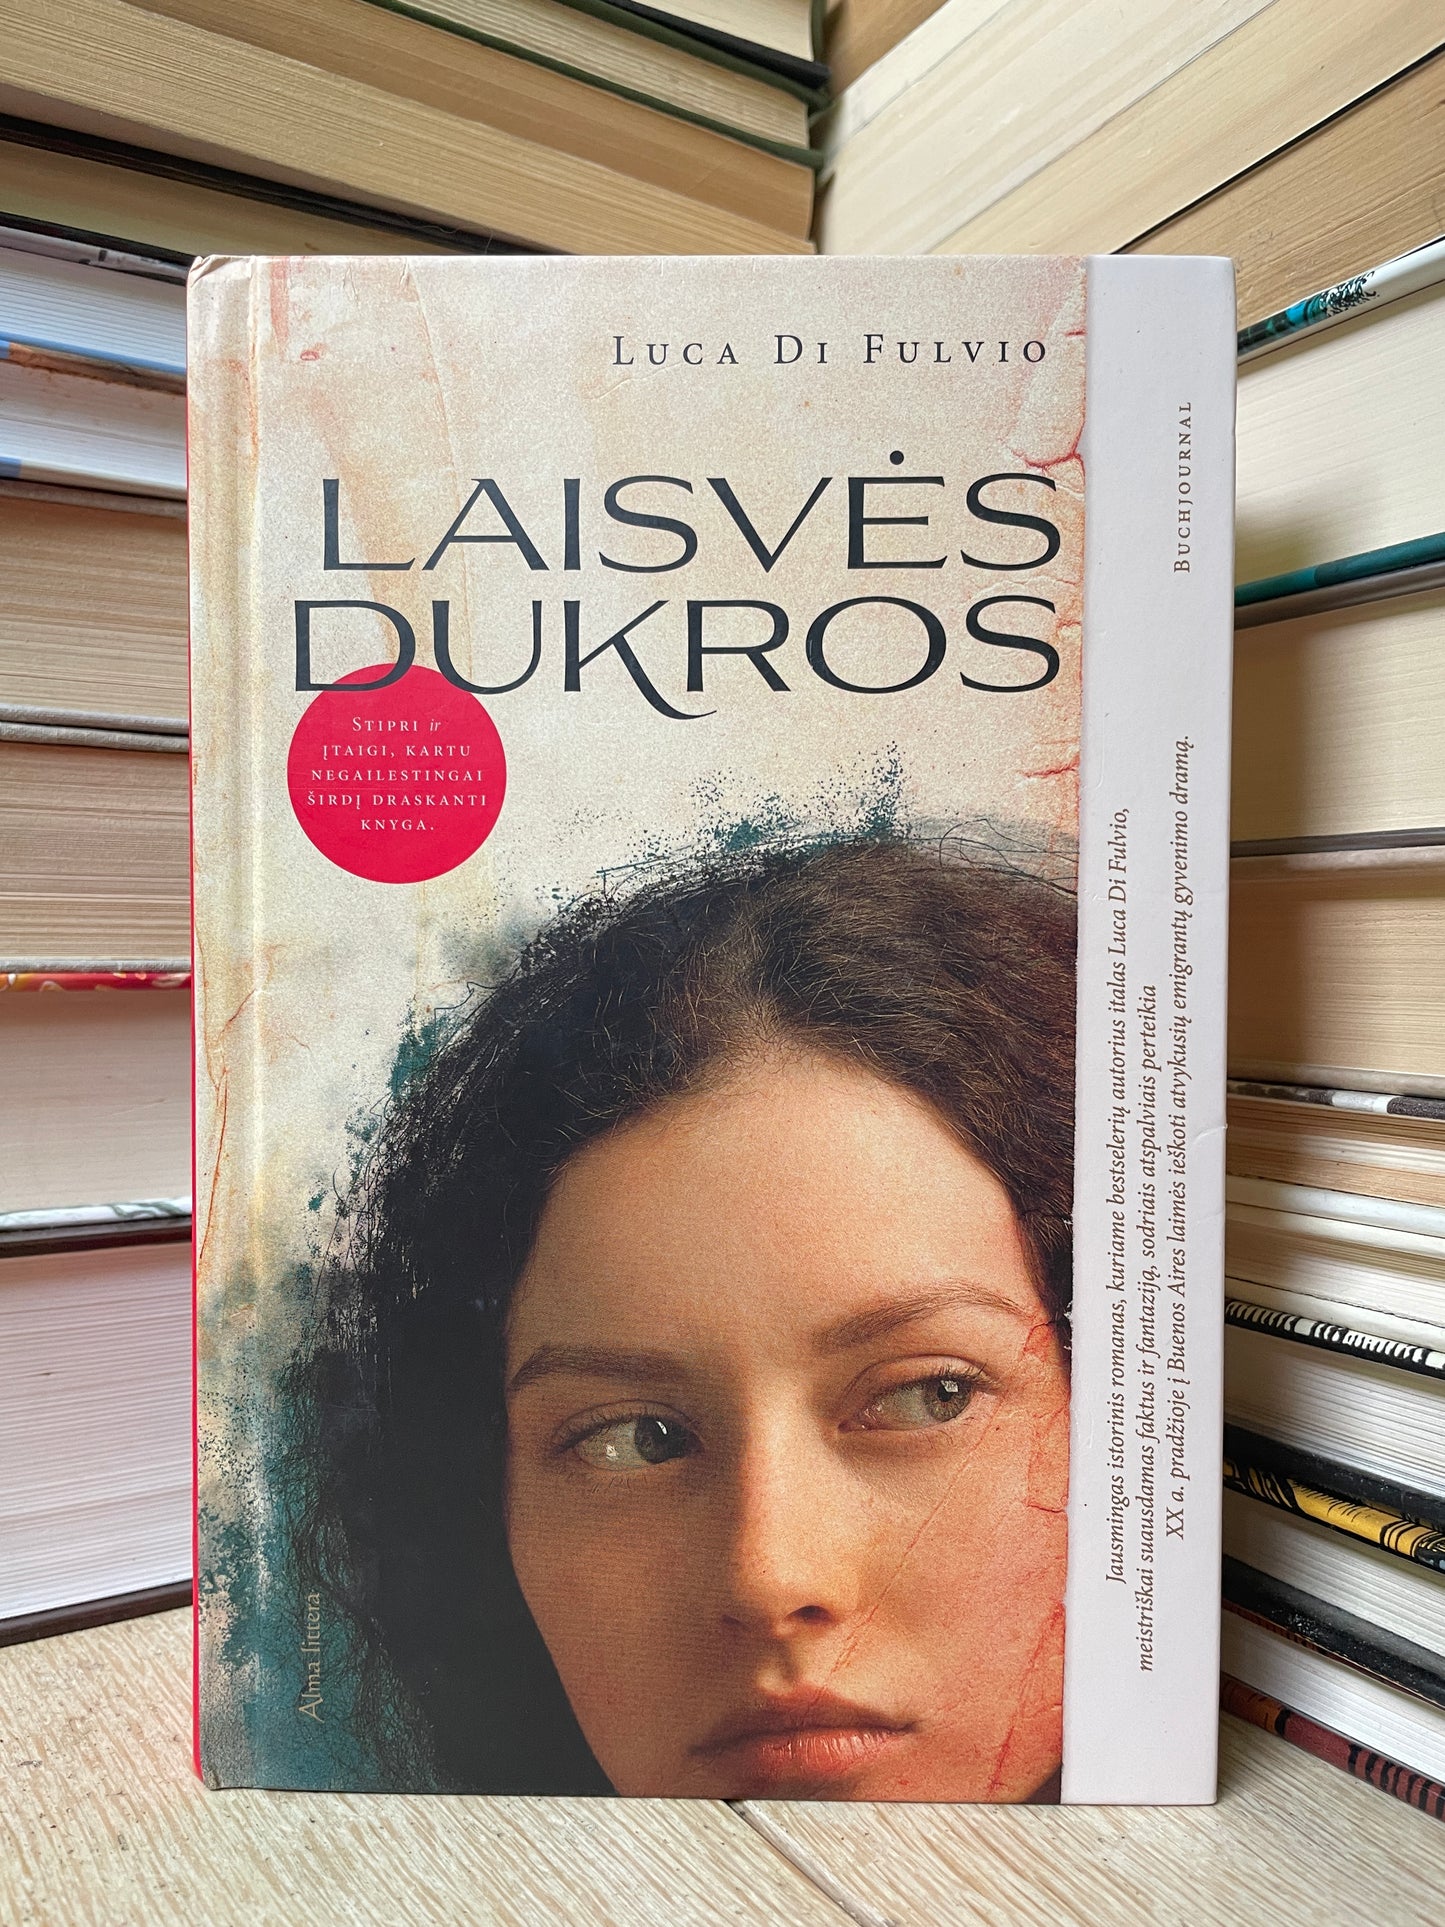 LUCA DI FULVIO
LAISVĖS
DUKROS
STIPRI ir
ĮTAIGI, KARTU
NEGAILESTINGAI
ŠIRDĮ DRASKANTI
KNYGA.
Alma littera
Jausmingas istorinis romanas, kuriame bestselerių autorius italas Luca Di Fulvio,
meistriškai suausdamas faktus ir fantaziją, sodriais atspalviais perteikia
XX a. pradžioje į Buenos Aires laimės ieškoti atvykusių emigrantų gyvenimo dramą.
BUCHJOURNAL